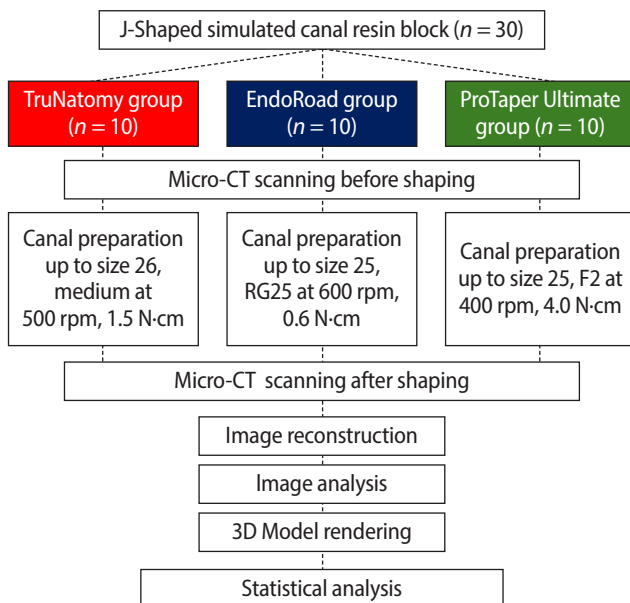 J-Shaped simulated canal resin block (n = 30)
TruNatomy group
(n = 10)
EndoRoad group
(n = 10)
ProTaper Ultimate
group (n = 10)
Micro-CT scanning before shaping
Canal preparation
up to size 26,
medium at
500 rpm, 1.5 N·cm
Canal preparation
up to size 25,
RG25 at 600 rpm,
0.6 N·cm
Canal preparation
up to size 25, F2 at
400 rpm, 4.0 N·cm
Micro-CT scanning after shaping
Image reconstruction
Image analysis
3D Model rendering
Statistical analysis